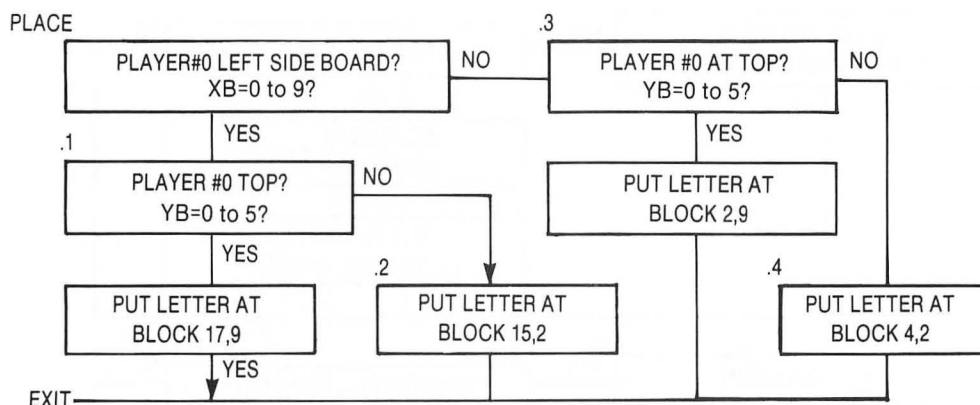 PLACE
PLAYER#0 LEFT SIDE BOARD?
XB=0 to 9?
NO
.3
PLAYER #0 AT TOP?
YB=0 to 5?
NO
YES
YES
.1
PLAYER #0 TOP?
YB=0 to 5?
NO
PUT LETTER AT
BLOCK 2,9
YES
PUT LETTER AT
BLOCK 17,9
.2
PUT LETTER AT
BLOCK 15,2
.4
PUT LETTER AT
BLOCK 4,2
YES
EXIT